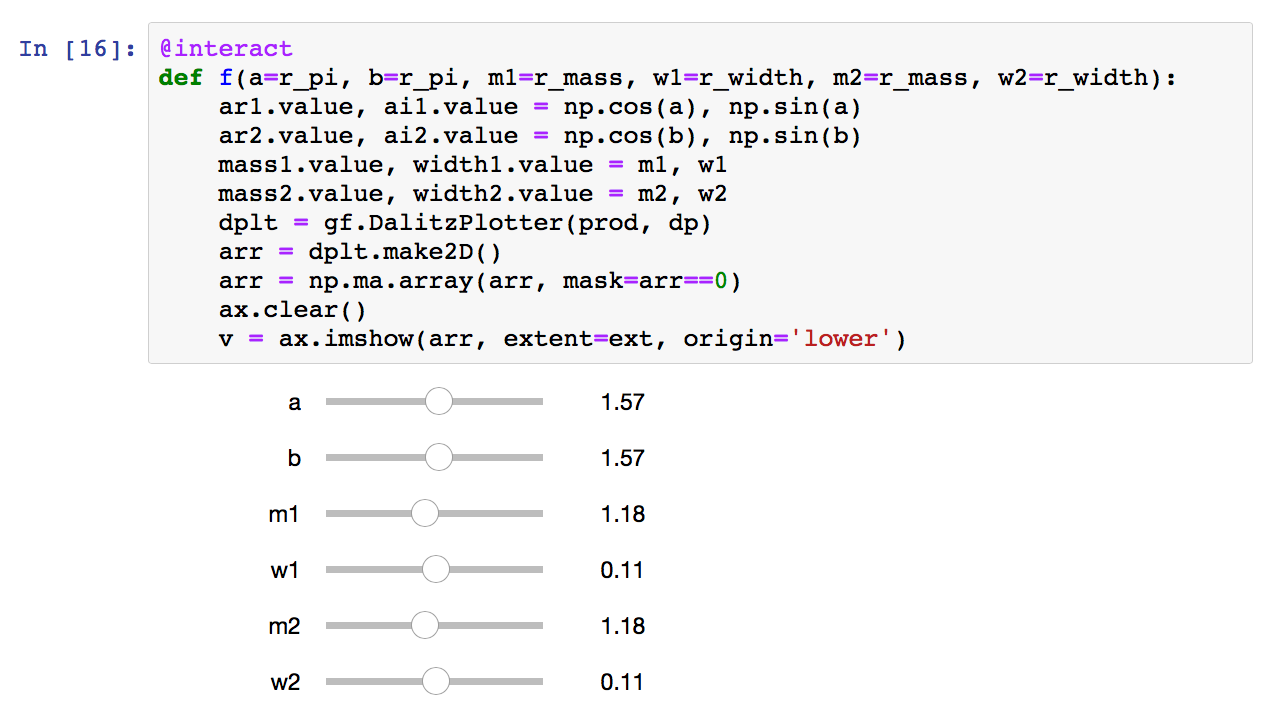 In [16]: @interact
def f(a=r_pi, b=r_pi, m1=r_mass, w1=r_width, m2=r_mass, w2=r_width):
    ar1.value, ai1.value = np.cos(a), np.sin(a)
    ar2.value, ai2.value = np.cos(b), np.sin(b)
    mass1.value, width1.value = m1, w1
    mass2.value, width2.value = m2, w2
    dplt = gf.DalitzPlotter(prod, dp)
    arr = dplt.make2D()
    arr = np.ma.array(arr, mask=arr==0)
    ax.clear()
    v = ax.imshow(arr, extent=ext, origin='lower')
a 1.57
b 1.57
m1 1.18
w1 0.11
m2 1.18
w2 0.11